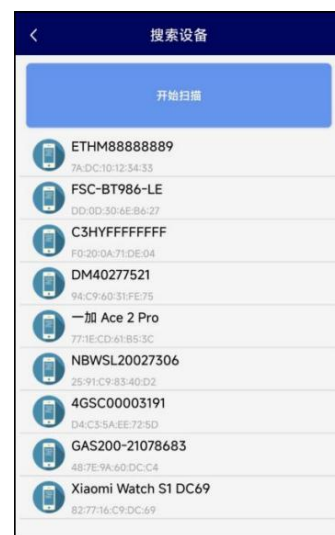 搜索设备
开始扫描
ETHM88888889
7A:DC:10:12:34:33
FSC-BT986-LE
DD:0D:30:6E:B6:27
C3HYFFFFFFFF
F0:20:0A:71:DE:04
DM40277521
94:C9:60:31:FE:75
一加 Ace 2 Pro
77:1E:CD:61:B5:3C
NBWSL20027306
25:91:C9:83:40:D2
4GSC00003191
D4:C3:5A:EE:72:5D
GAS200-21078683
48:7E:9A:60:DC:C4
Xiaomi Watch S1 DC69
82:77:16:C9:DC:69